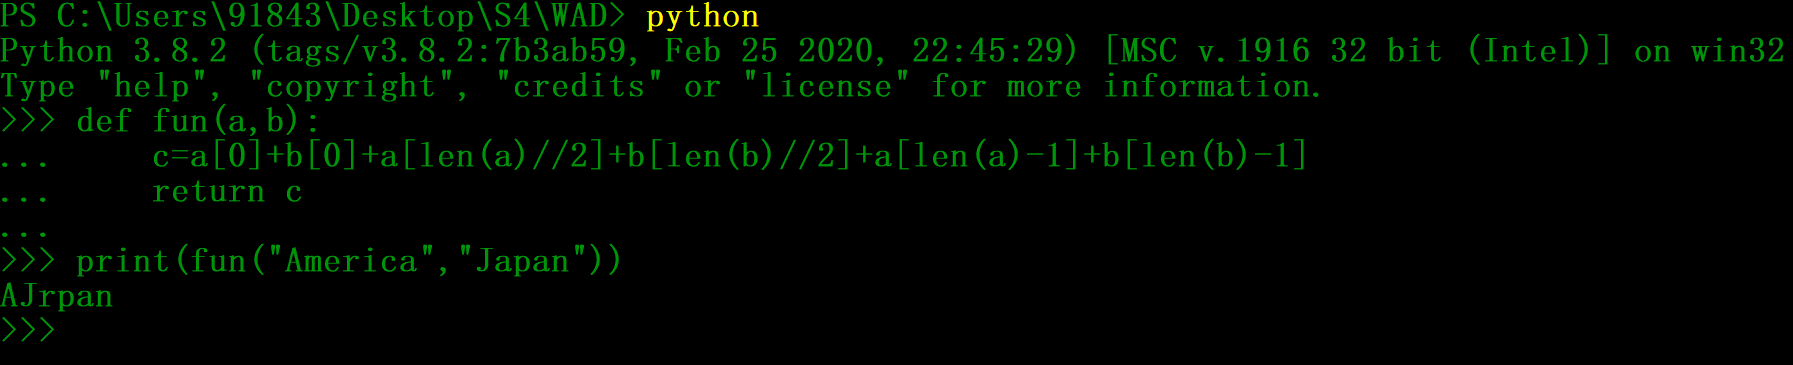 PS C:\Users\91843\Desktop\S4\WAD> python
Python 3.8.2 (tags/v3.8.2:7b3ab59, Feb 25 2020, 22:45:29) [MSC v.1916 32 bit (Intel)] on win32
Type "help", "copyright", "credits" or "license" for more information.
>>> def fun(a,b):
...     c=a[0]+b[0]+a[len(a)//2]+b[len(b)//2]+a[len(a)-1]+b[len(b)-1]
...     return c
...
>>> print(fun("America","Japan"))
AJrpan
>>>